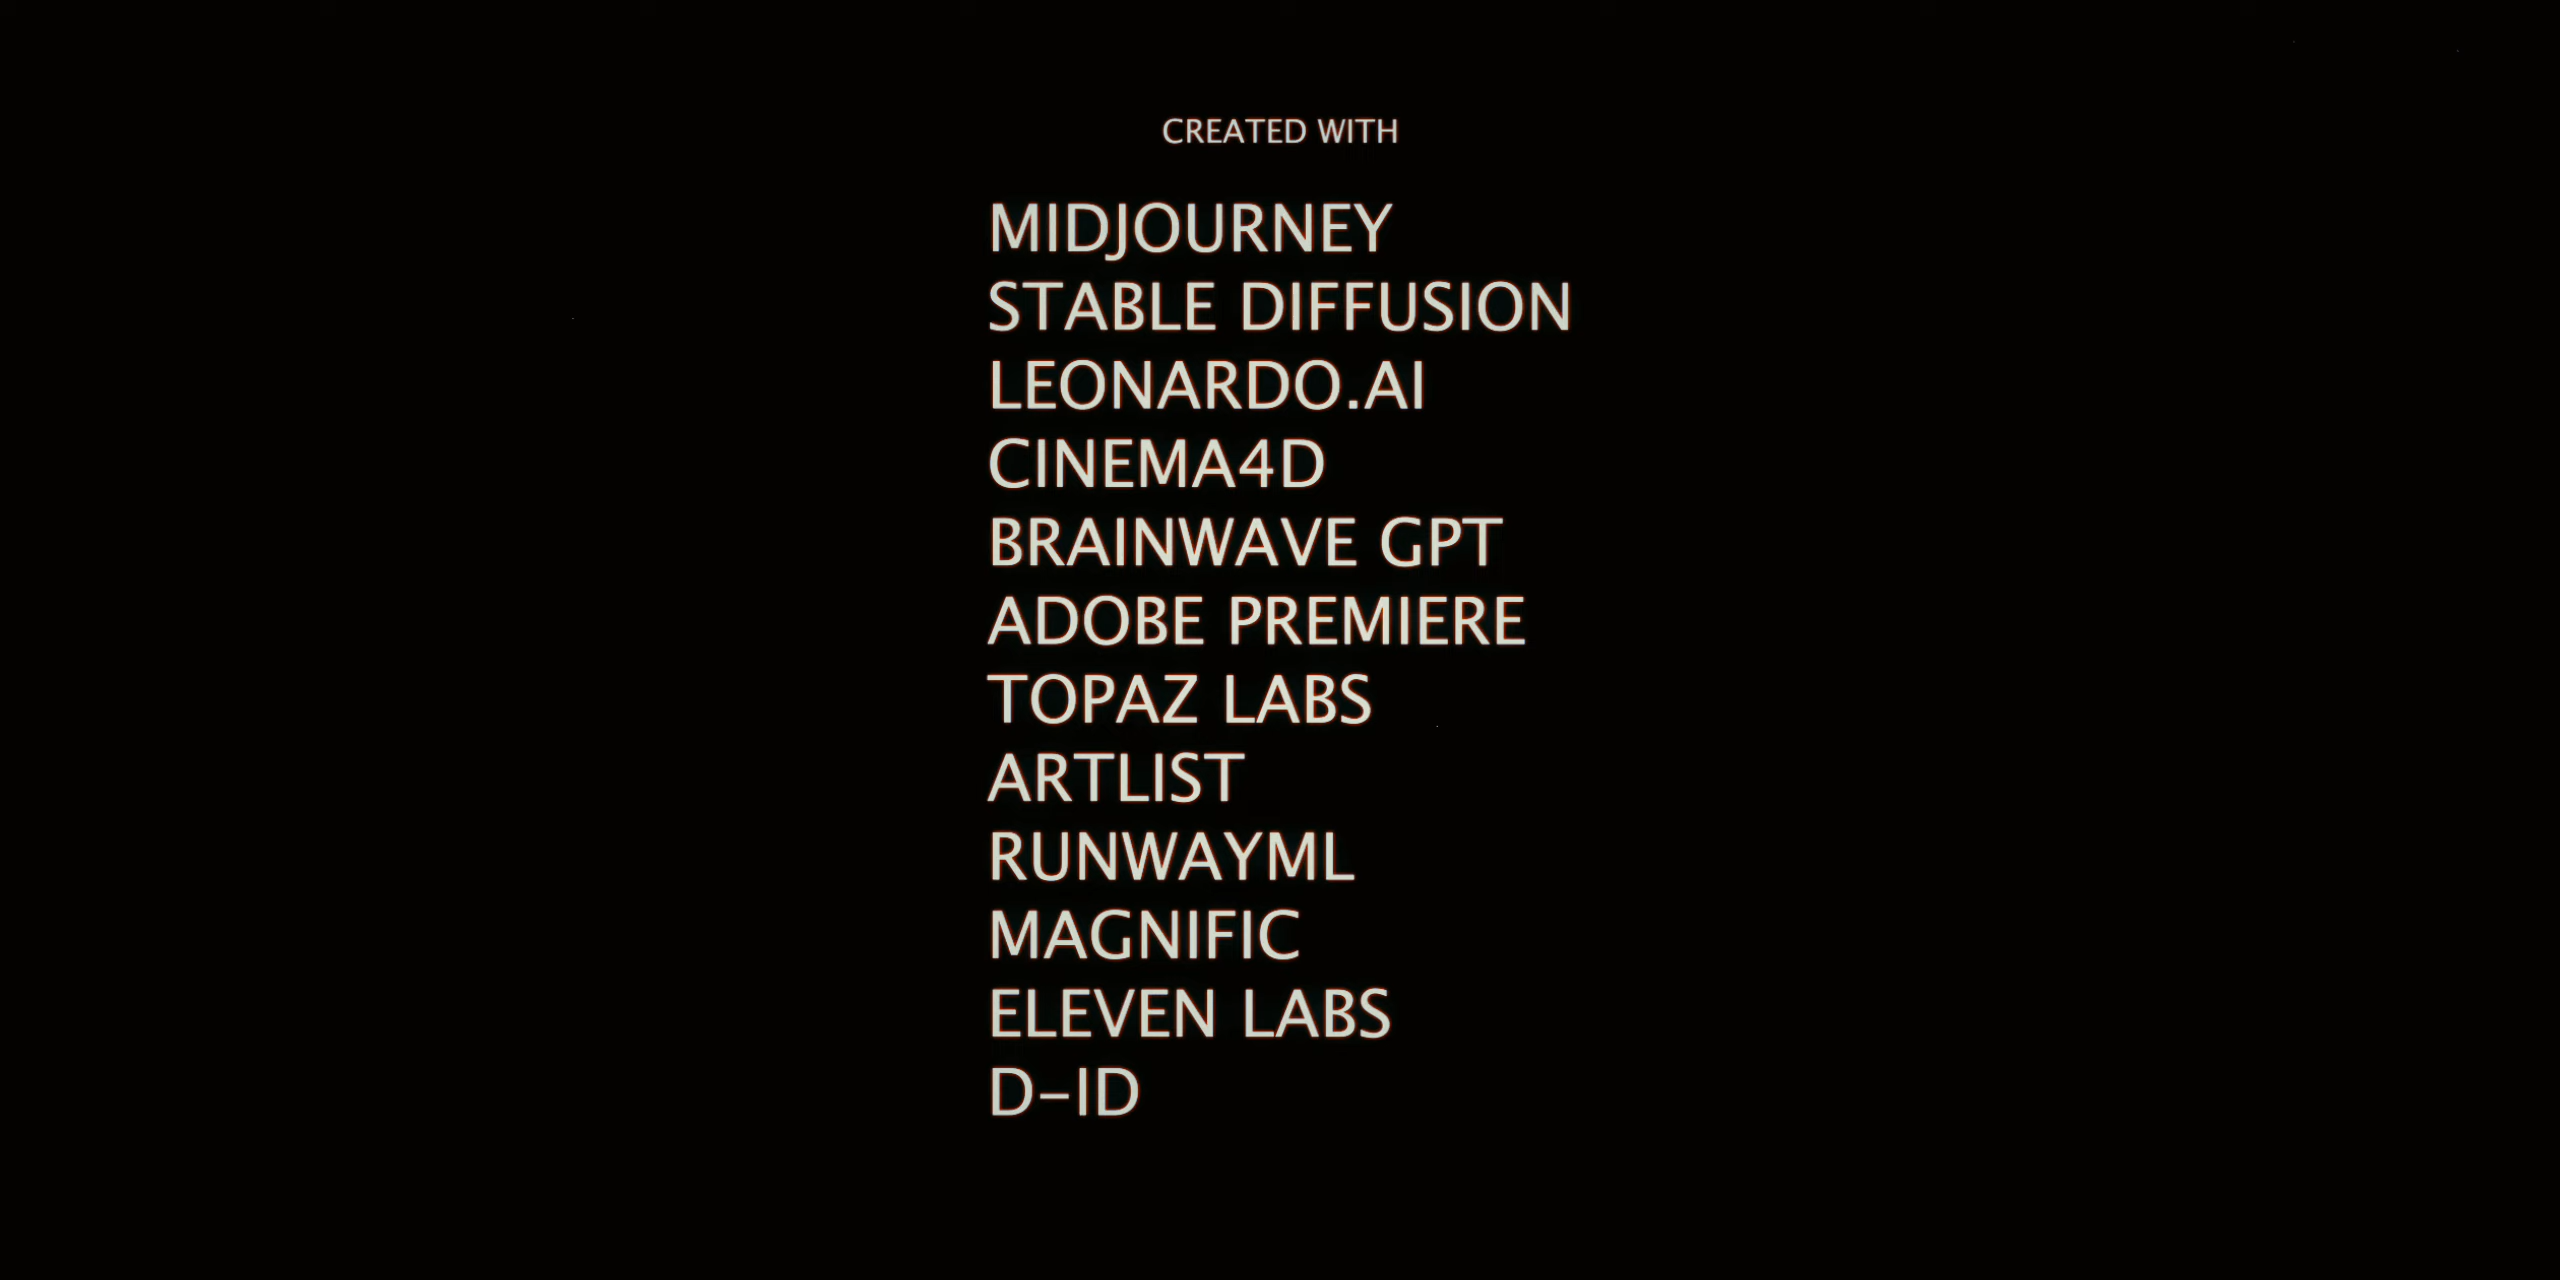 CREATED WITH
MIDJOURNEY
STABLE DIFFUSION
LEONARDO.AI
CINEMA4D
BRAINWAVE GPT
ADOBE PREMIERE
TOPAZ LABS
ARTLIST
RUNWAYML
MAGNIFIC
ELEVEN LABS
D-ID